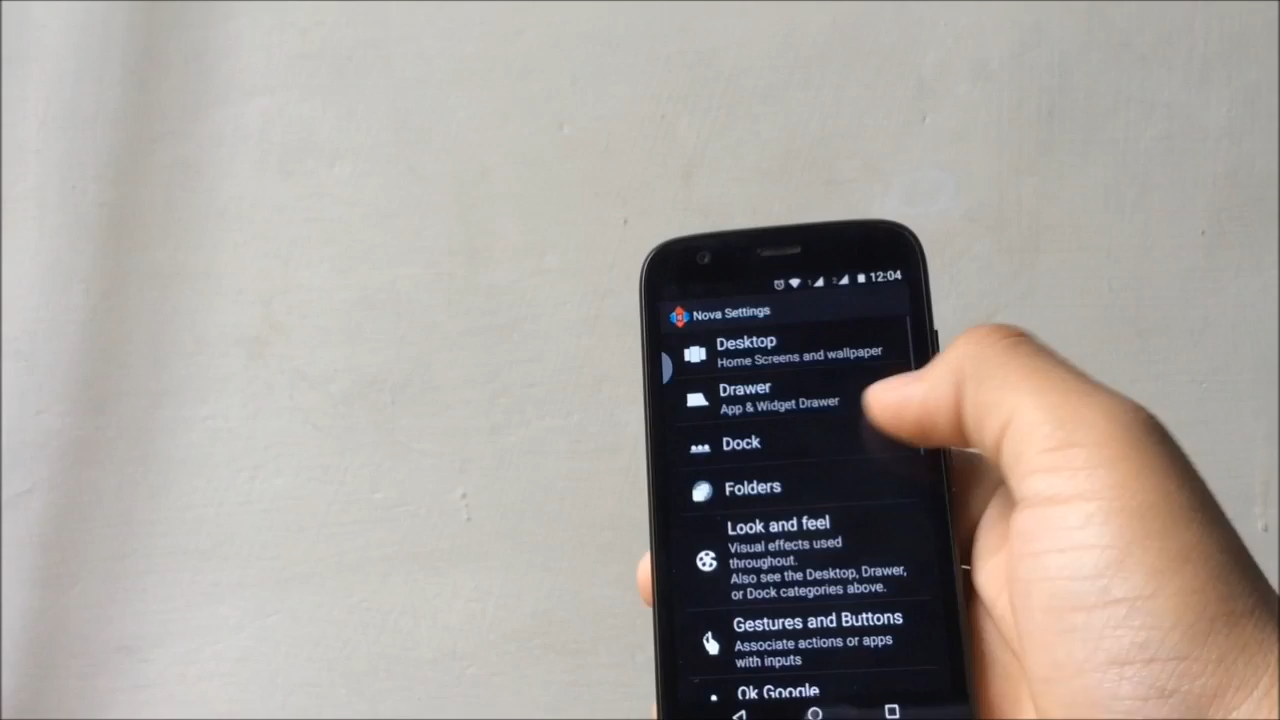 12:04
Nova Settings
Desktop
Home Screens and wallpaper
Drawer
App & Widget Drawer
Dock
Folders
Look and feel
Visual effects used
throughout.
Also see the Desktop, Drawer,
or Dock categories above.
Gestures and Buttons
Associate actions or apps
with inputs
Ok Google